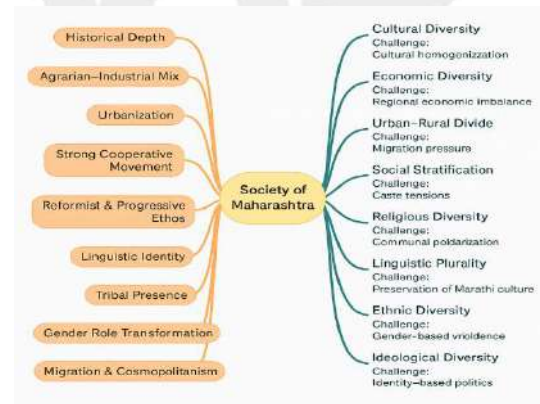 Historical Depth
Agrarian–Industrial Mix
Urbanization
Strong Cooperative
Movement
Reformist & Progressive
Ethos
Linguistic Identity
Tribal Presence
Gender Role Transformation
Migration & Cosmopolitanism
Society of
Maharashtra
Cultural Diversity
Challenge:
Cultural homogenizzation
Economic Diversity
Challenge:
Regional economic imbalance
Urban–Rural Divide
Challenge:
Migration pressure
Social Stratification
Challenge:
Caste tensions
Religious Diversity
Challenge:
Communal poldarization
Linguistic Plurality
Challenge:
Preservation of Marathi culture
Ethnic Diversity
Challenge:
Gender-based vrioldence
Ideological Diversity
Challenge:
Identity–based politics